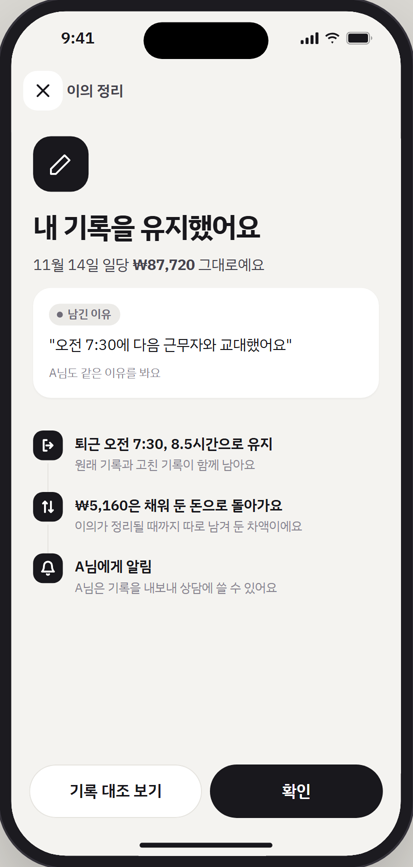 9:41
이의 정리
내 기록을 유지했어요
11월 14일 일당 ₩87,720 그대로예요
남긴 이유
"오전 7:30에 다음 근무자와 교대했어요"
A님도 같은 이유를 봐요
퇴근 오전 7:30, 8.5시간으로 유지
원래 기록과 고친 기록이 함께 남아요
₩5,160은 채워 둔 돈으로 돌아가요
이의가 정리될 때까지 따로 남겨 둔 차액이에요
A님에게 알림
A님은 기록을 내보내 상담에 쓸 수 있어요
기록 대조 보기
확인